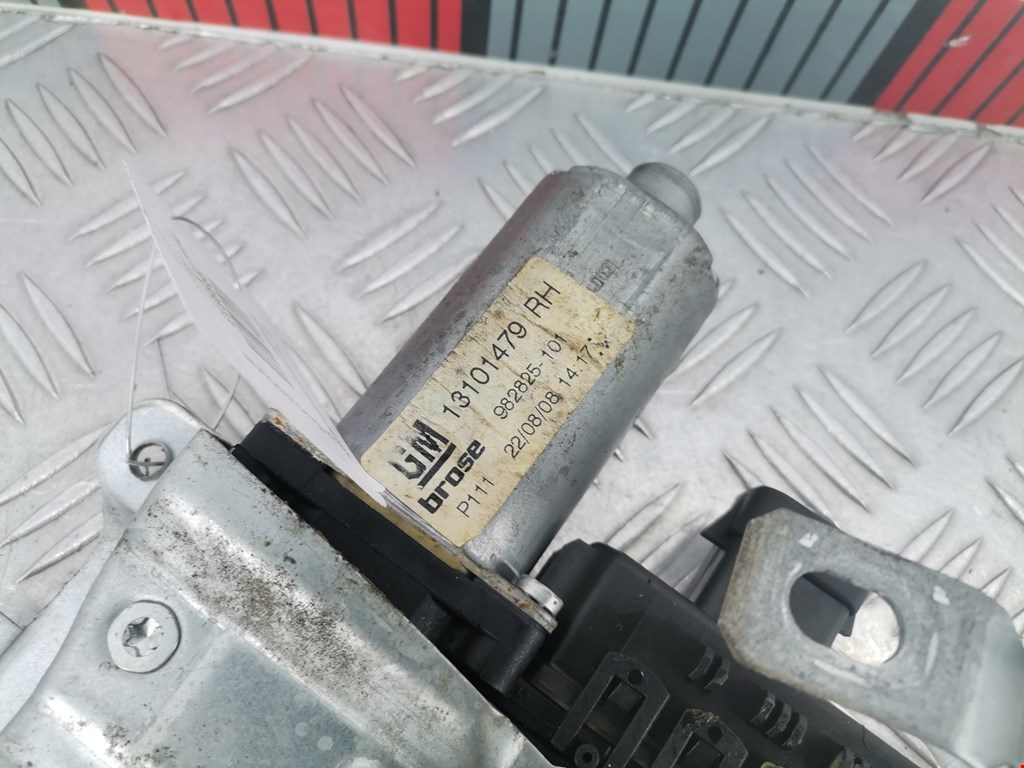 GM 13101479 RH
brose 982825-101
P111 22/08/08 14:17